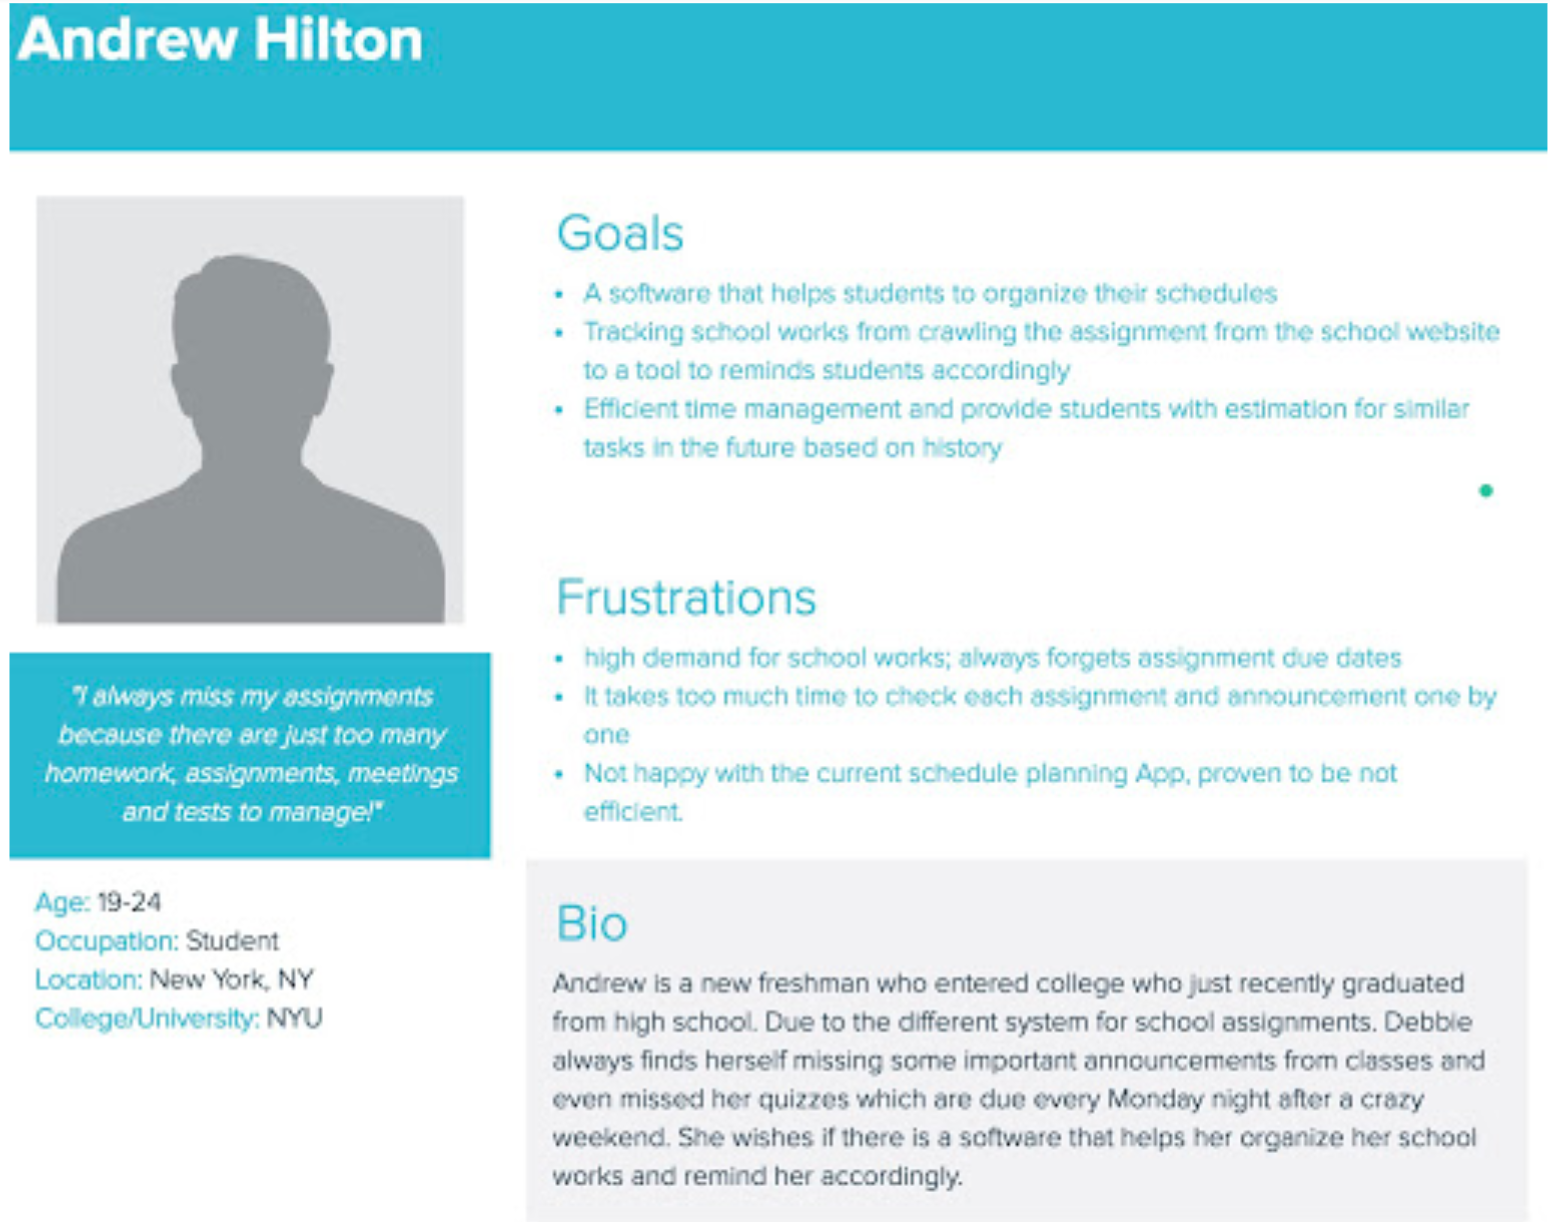 Andrew Hilton
Goals
• A software that helps students to organize their schedules
• Tracking school works from crawling the assignment from the school website
to a tool to reminds students accordingly
• Efficient time management and provide students with estimation for similar
tasks in the future based on history
Frustrations
• high demand for school works; always forgets assignment due dates
• It takes too much time to check each assignment and announcement one by
one
• Not happy with the current schedule planning App, proven to be not
efficient.
"I always miss my assignments
because there are just too many
homework, assignments, meetings
and tests to manage!"
Age: 19-24
Occupation: Student
Location: New York, NY
College/University: NYU
Bio
Andrew is a new freshman who entered college who just recently graduated
from high school. Due to the different system for school assignments. Debbie
always finds herself missing some important announcements from classes and
even missed her quizzes which are due every Monday night after a crazy
weekend. She wishes if there is a software that helps her organize her school
works and remind her accordingly.